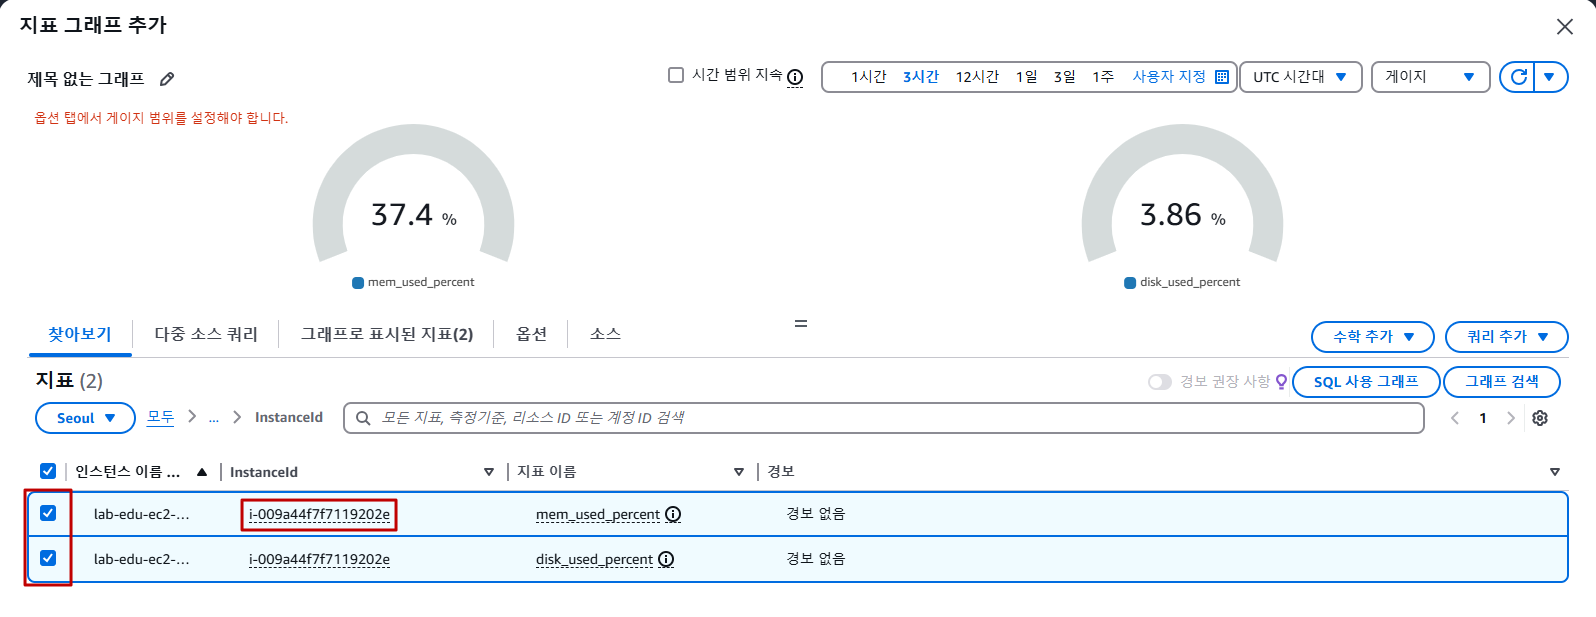 지표 그래프 추가
제목 없는 그래프
시간 범위 지속
1시간 3시간 12시간 1일 3일 1주 사용자 지정
UTC 시간대
게이지
옵션 탭에서 게이지 범위를 설정해야 합니다.
37.4 %
3.86 %
mem_used_percent
disk_used_percent
찾아보기 다중 소스 쿼리 그래프로 표시된 지표(2) 옵션 소스
수학 추가 쿼리 추가
지표 (2)
경보 권장 사항
SQL 사용 그래프 그래프 검색
Seoul 모두 ... InstanceId
모든 지표, 측정기준, 리소스 ID 또는 계정 ID 검색
1
인스턴스 이름 ... InstanceId 지표 이름 경보
lab-edu-ec2-... i-009a44f7f7119202e mem_used_percent 경보 없음
lab-edu-ec2-... i-009a44f7f7119202e disk_used_percent 경보 없음